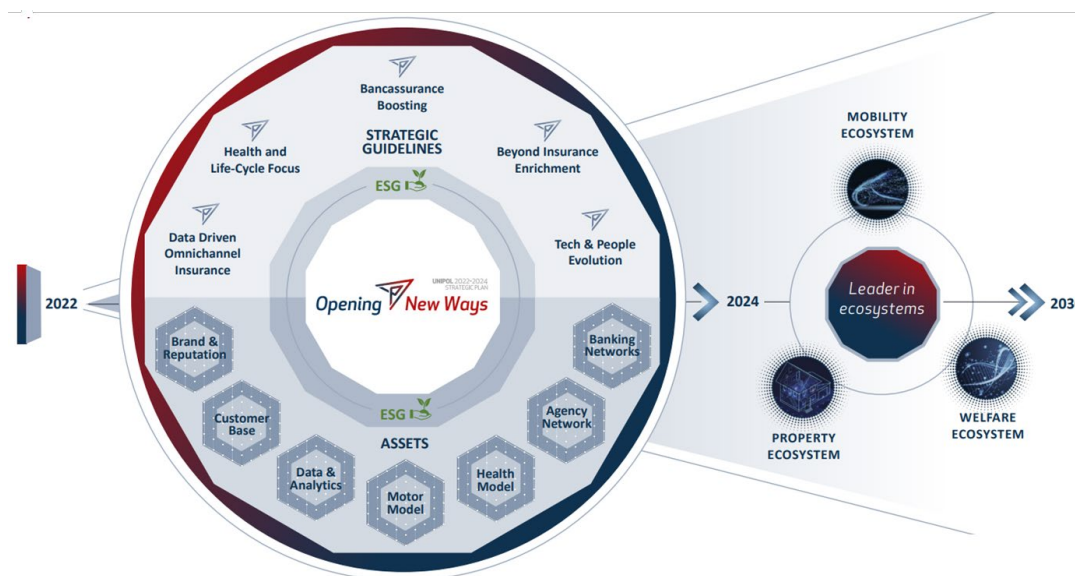 Bancassurance
Boosting
STRATEGIC
GUIDELINES
Health and
Life-Cycle Focus
Beyond Insurance
Enrichment
ESG
Data Driven
Omnichannel
Insurance
Tech & People
Evolution
UNIPOL 2022-2024
STRATEGIC PLAN
Opening New Ways
2022
Brand &
Reputation
Banking
Networks
Customer
Base
Agency
Network
ESG
ASSETS
Data &
Analytics
Motor
Model
Health
Model
2024
MOBILITY
ECOSYSTEM
Leader in
ecosystems
203
PROPERTY
ECOSYSTEM
WELFARE
ECOSYSTEM